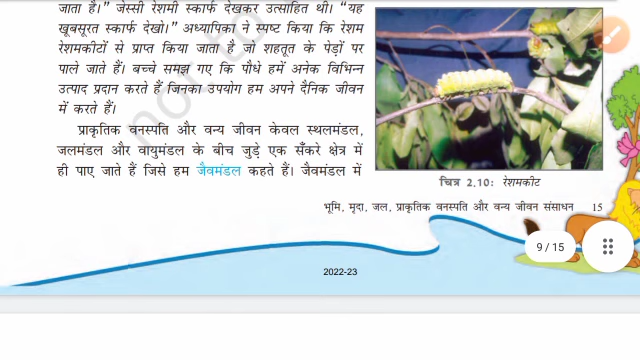 जाता है।” जेस्सी रेशमी स्कार्फ देखकर उत्साहित थी। “यह
खूबसूरत स्कार्फ देखो।” अध्यापिका ने स्पष्ट किया कि रेशम
रेशमकीटों से प्राप्त किया जाता है जो शहतूत के पेड़ों पर
पाले जाते हैं। बच्चे समझ गए कि पौधे हमें अनेक विभिन्न
उत्पाद प्रदान करते हैं जिनका उपयोग हम अपने दैनिक जीवन
में करते हैं।
प्राकृतिक वनस्पति और वन्य जीवन केवल स्थलमंडल,
जलमंडल और वायुमंडल के बीच जुड़े एक सँकरे क्षेत्र में
ही पाए जाते हैं जिसे हम जैवमंडल कहते हैं। जैवमंडल में
चित्र 2.10: रेशमकीट
भूमि, मृदा, जल, प्राकृतिक वनस्पति और वन्य जीवन संसाधन 15
9 / 15
2022-23
not to